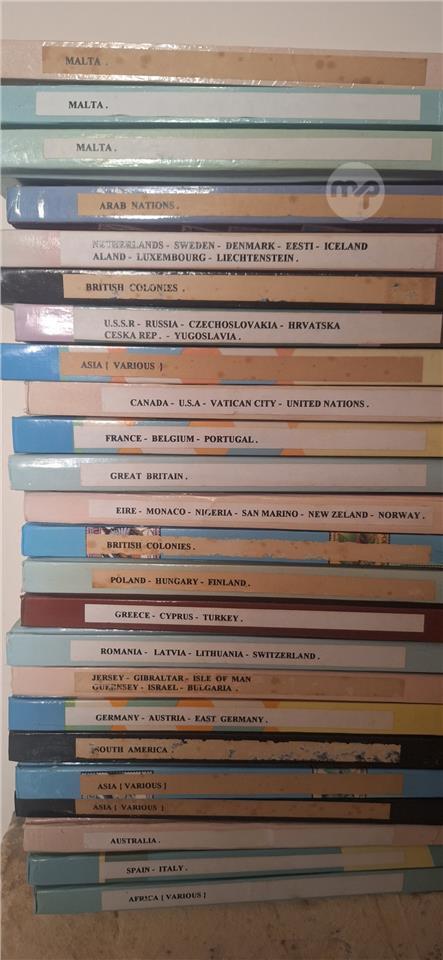 MALTA .
MALTA .
MALTA .
mp
ARAB NATIONS .
NETHERLANDS - SWEDEN - DENMARK - EESTI - ICELAND
ALAND - LUXEMBOURG - LIECHTENSTEIN .
BRITISH COLONIES .
U.S.S.R - RUSSIA - CZECHOSLOVAKIA - HRVATSKA
CESKA REP . - YUGOSLAVIA .
ASIA [ VARIOUS ]
CANADA - U.S.A - VATICAN CITY - UNITED NATIONS .
FRANCE - BELGIUM - PORTUGAL .
GREAT BRITAIN .
EIRE - MONACO - NIGERIA - SAN MARINO - NEW ZELAND - NORWAY .
BRITISH COLONIES .
POLAND - HUNGARY - FINLAND .
GREECE - CYPRUS - TURKEY .
ROMANIA - LATVIA - LITHUANIA - SWITZERLAND .
JERSEY - GIBRALTAR - ISLE OF MAN
GUERNSEY - ISRAEL - BULGARIA .
GERMANY - AUSTRIA - EAST GERMANY .
SOUTH AMERICA .
ASIA [ VARIOUS]
ASIA [ VARIOUS ]
AUSTRALIA .
SPAIN - ITALY .
AFRICA [ VARIOUS ]